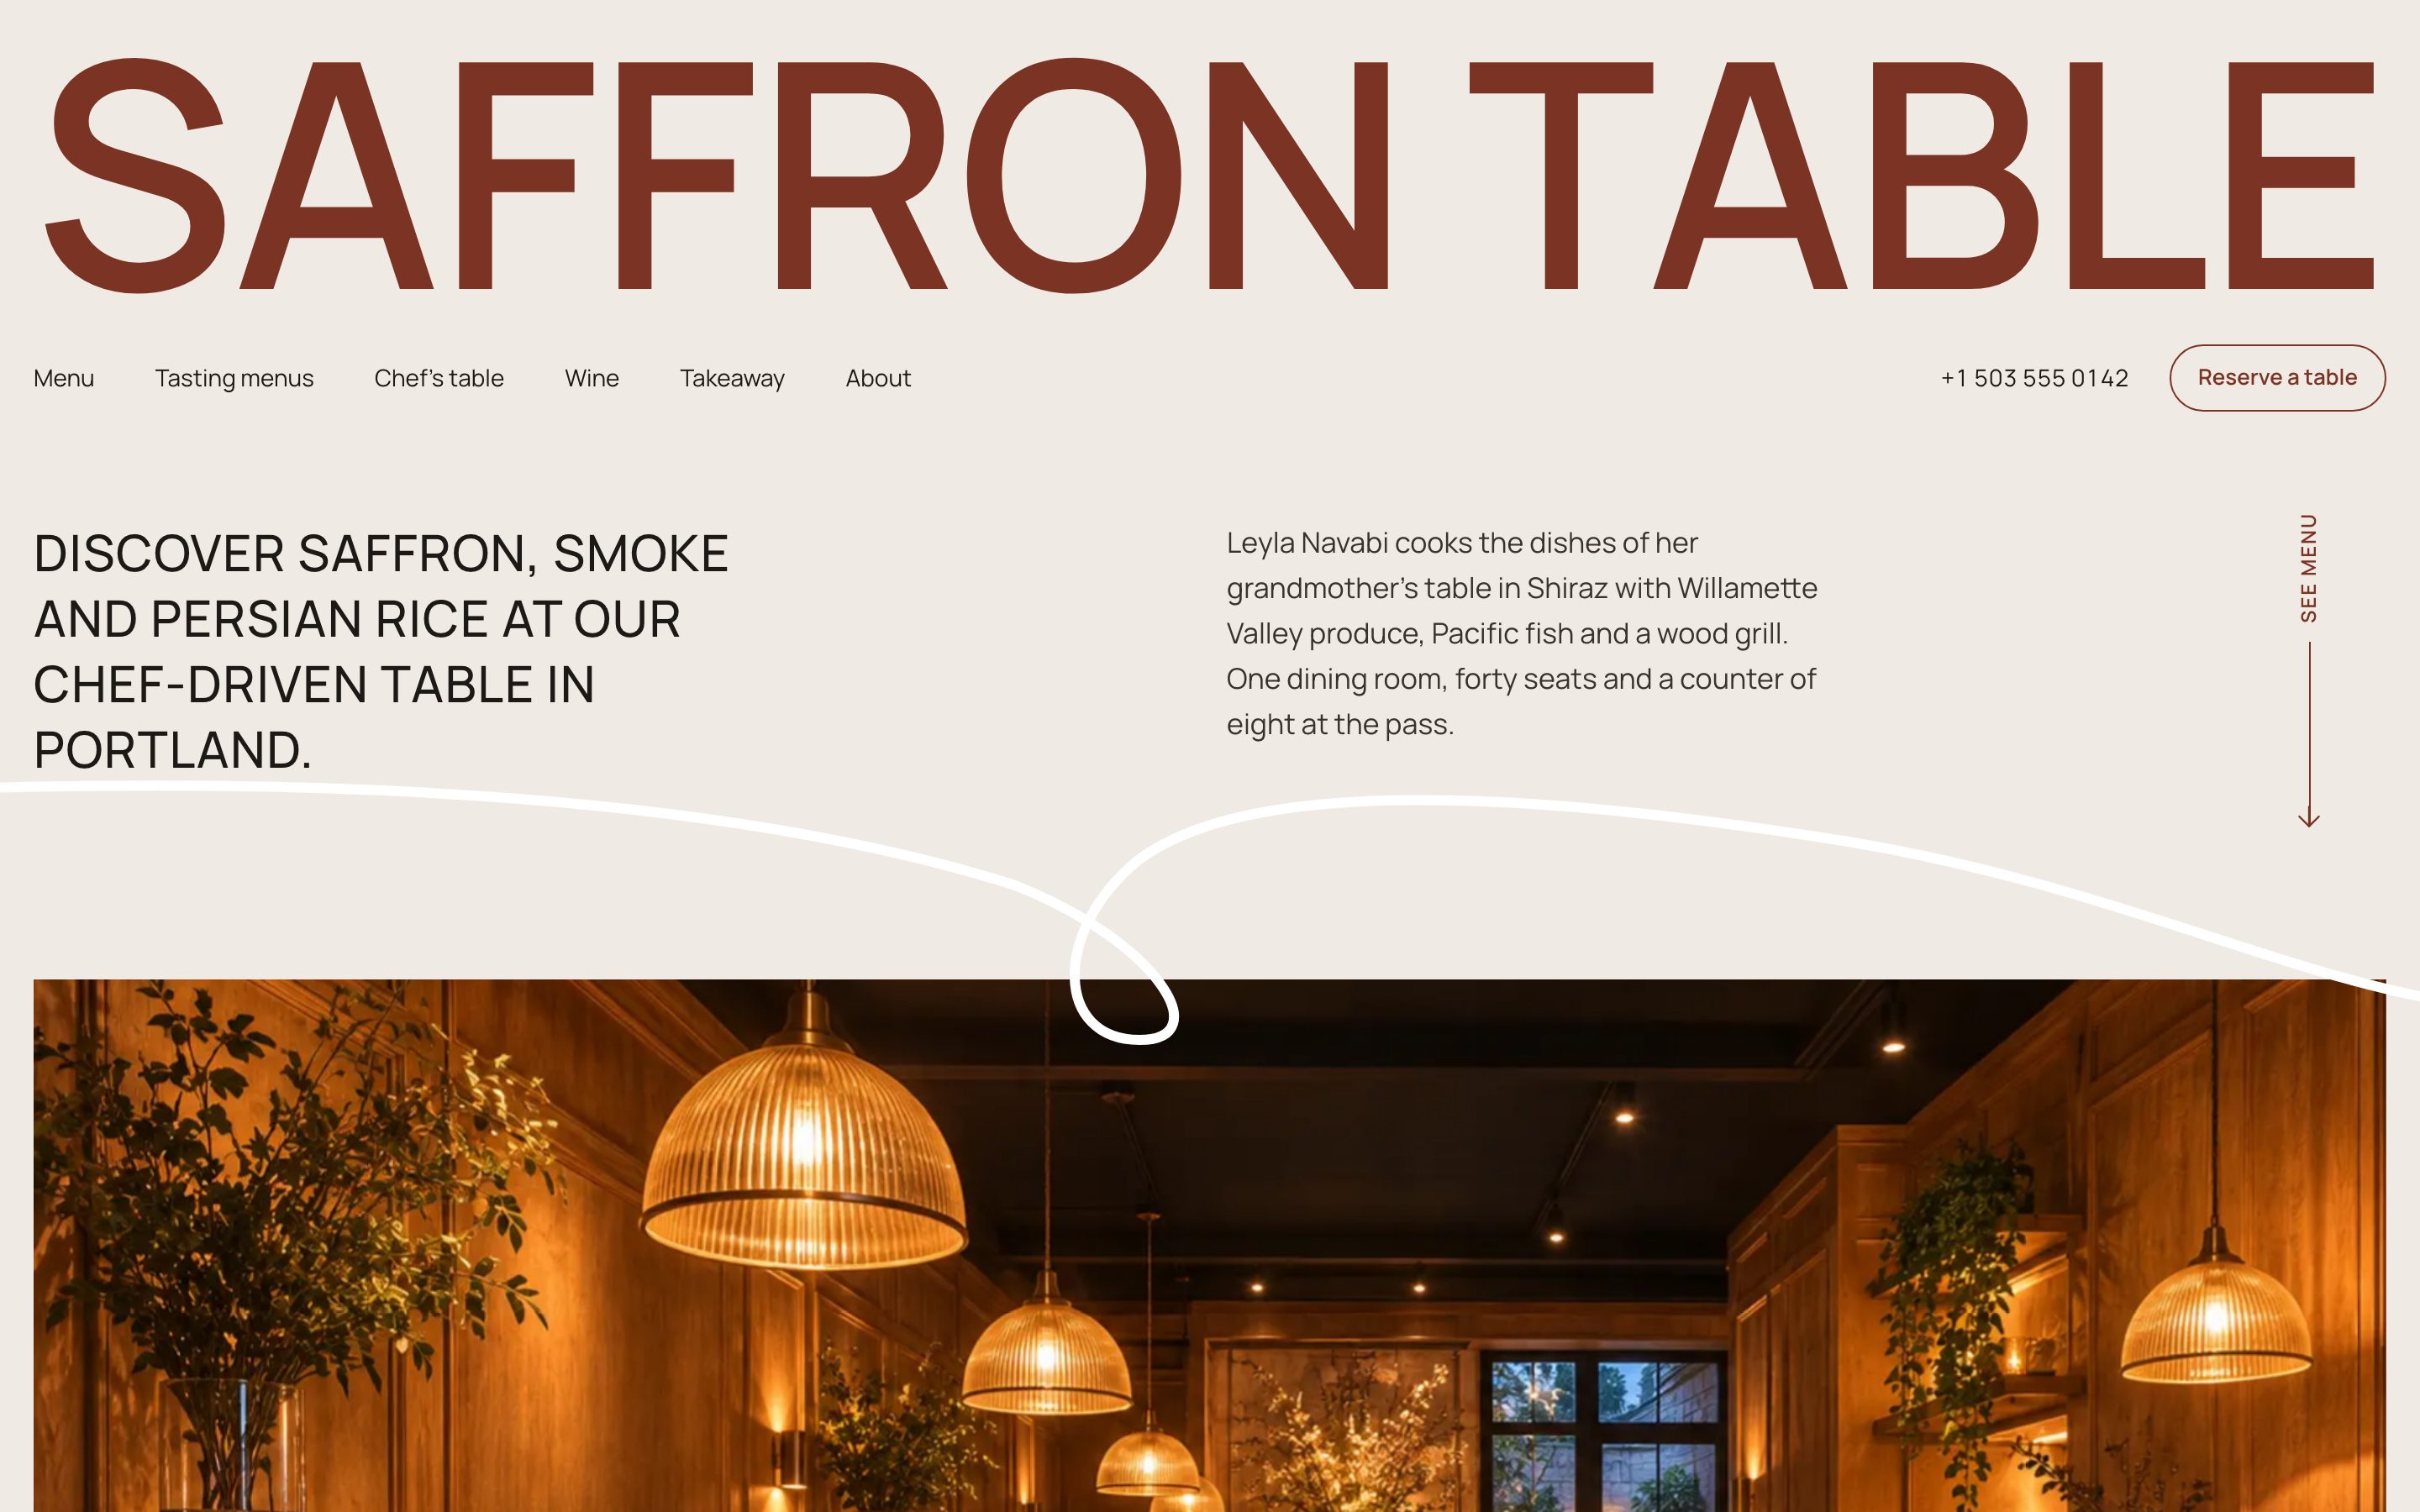 SAFFRON TABLE
Menu Tasting menus Chef's table Wine Takeaway About +1 503 555 0142 Reserve a table
DISCOVER SAFFRON, SMOKE
AND PERSIAN RICE AT OUR
CHEF-DRIVEN TABLE IN
PORTLAND.
Leyla Navabi cooks the dishes of her
grandmother’s table in Shiraz with Willamette
Valley produce, Pacific fish and a wood grill.
One dining room, forty seats and a counter of
eight at the pass.
SEE MENU